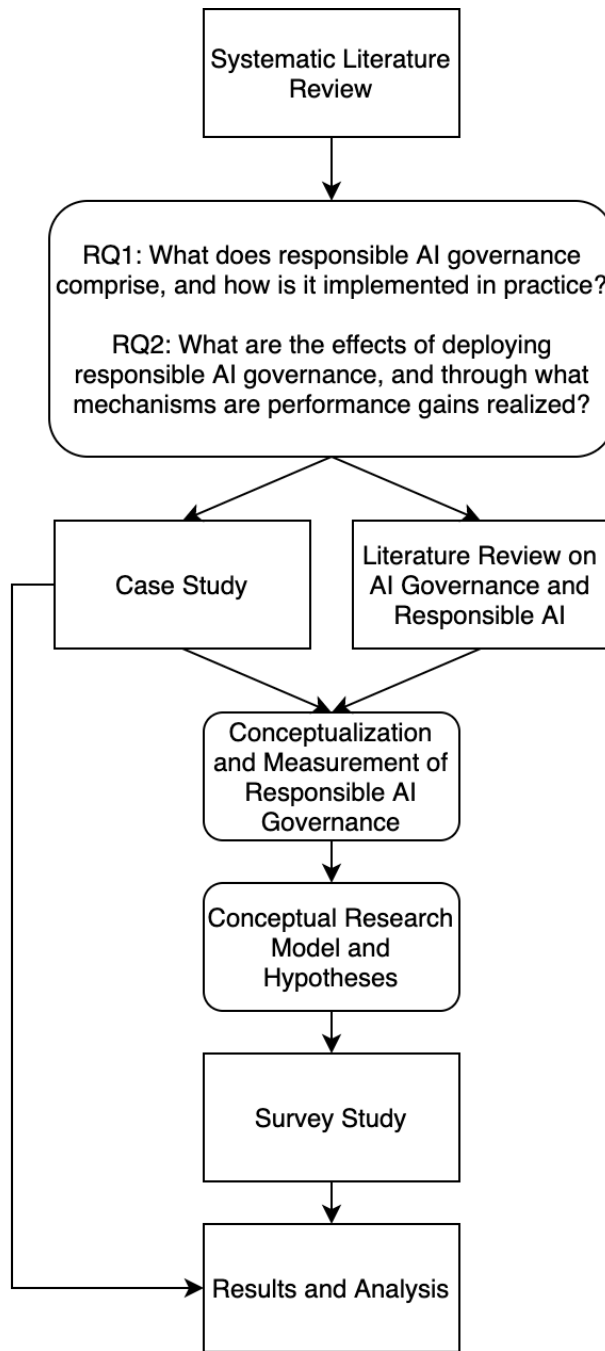 Systematic Literature
Review
RQ1: What does responsible AI governance
comprise, and how is it implemented in practice?
RQ2: What are the effects of deploying
responsible AI governance, and through what
mechanisms are performance gains realized?
Case Study
Literature Review on
AI Governance and
Responsible AI
Conceptualization
and Measurement of
Responsible AI
Governance
Conceptual Research
Model and
Hypotheses
Survey Study
Results and Analysis